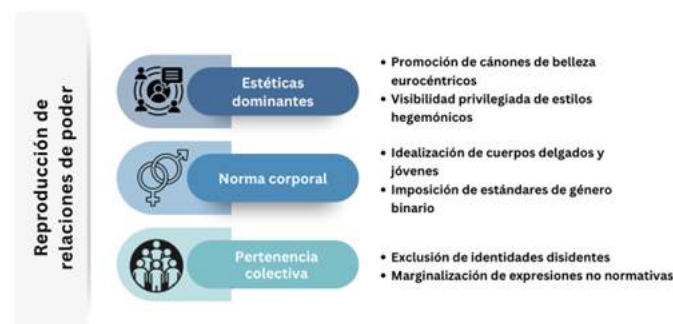 Reproducción de
relaciones de poder
Estéticas
dominantes
• Promoción de cánones de belleza
eurocéntricos
• Visibilidad privilegiada de estilos
hegemónicos
Norma corporal
• Idealización de cuerpos delgados y
jóvenes
• Imposición de estándares de género
binario
Pertenencia
colectiva
• Exclusión de identidades disidentes
• Marginalización de expresiones no normativas